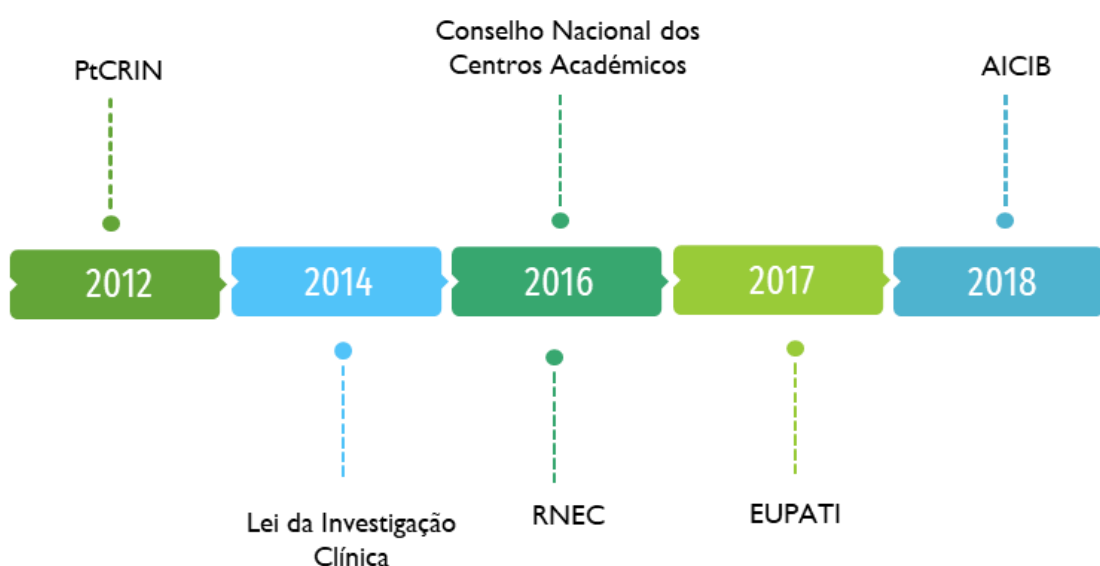 Conselho Nacional dos
Centros Académicos
PtCRIN
AICIB
2012
2014
2016
2017
2018
Lei da Investigação
Clínica
RNEC
EUPATI